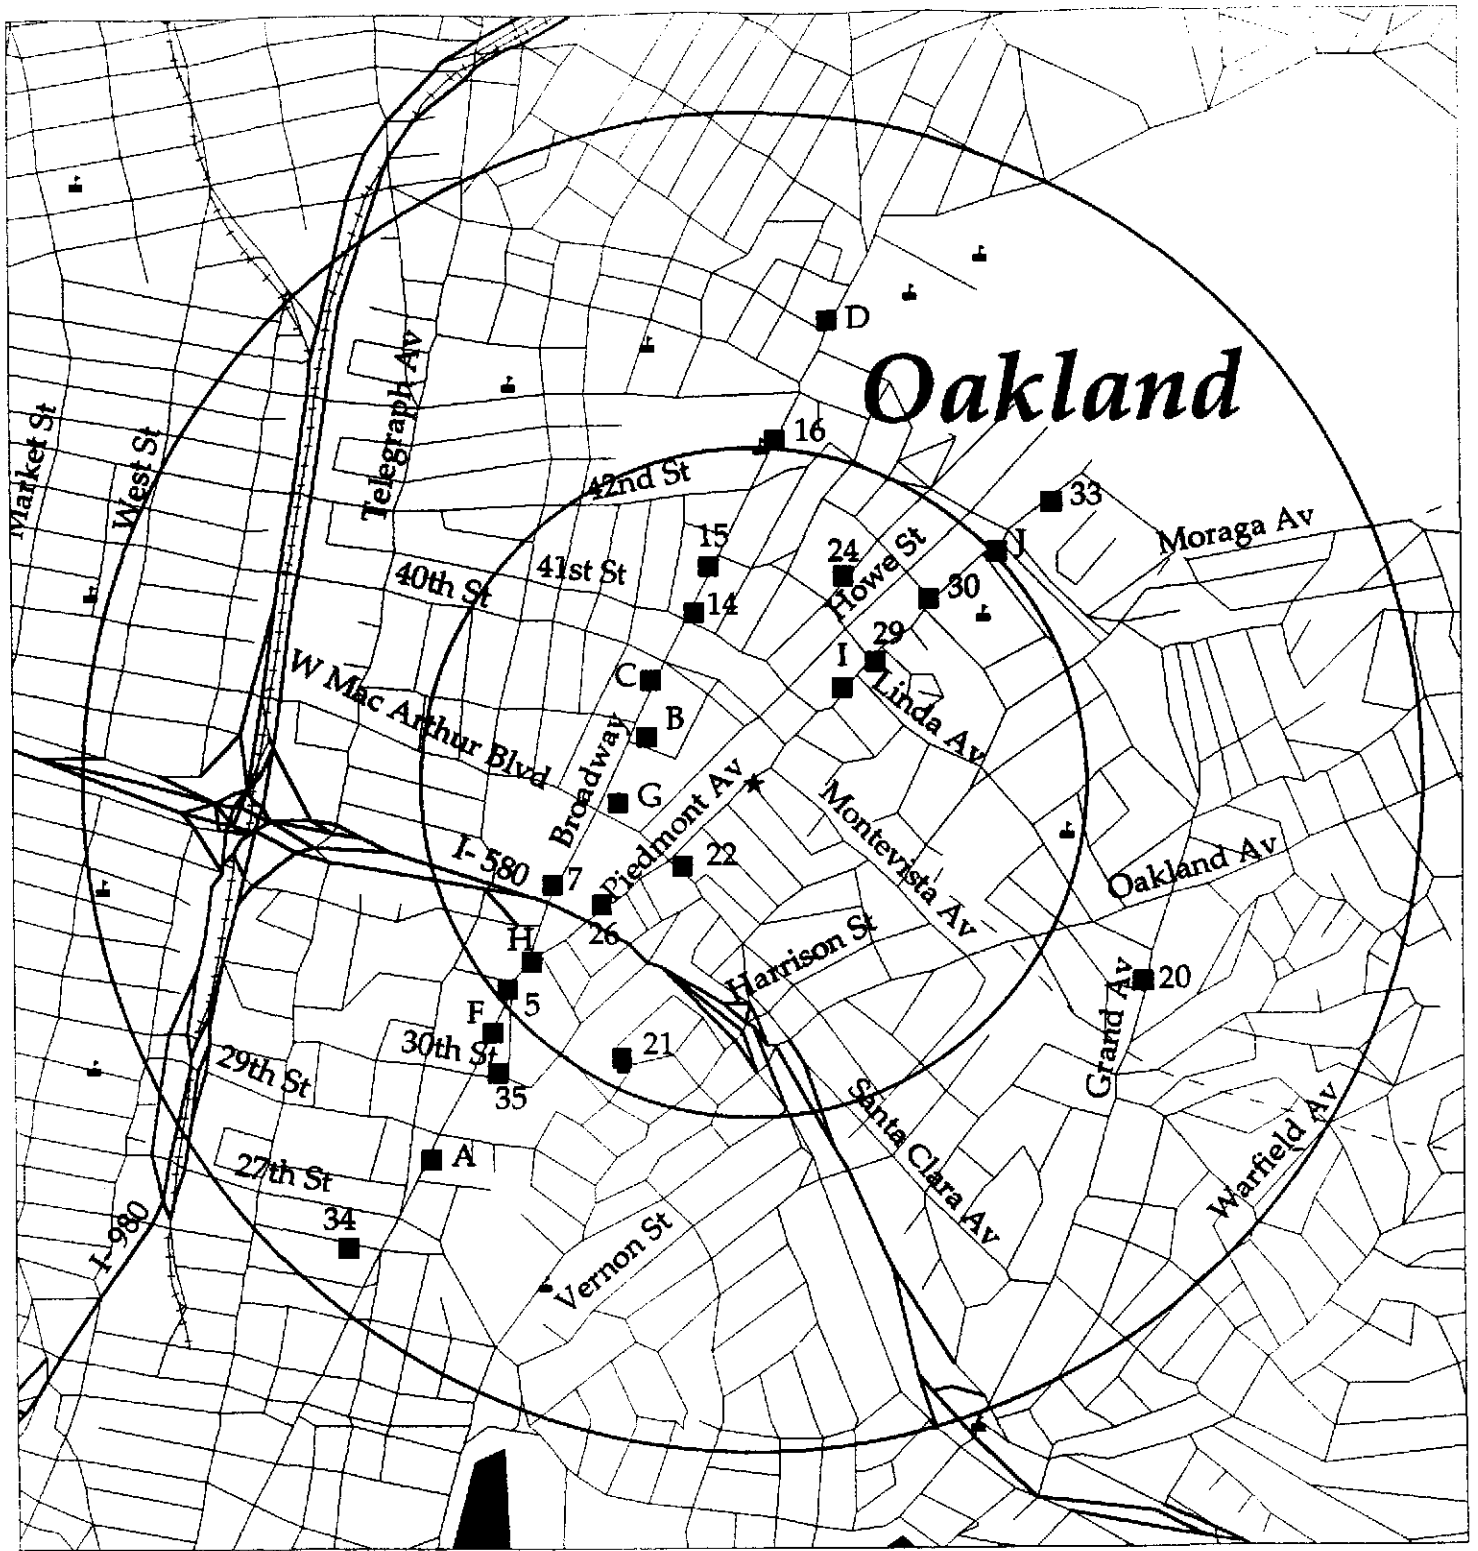 D
Oakland
Telegraph Av
Market St
West St
16
42nd St
33
Moraga Av
15
24
J
Howe St
40th St
41st St
30
14
29
I
W Mac Arthur Blvd
C
Linda Av
B
Broadway
G
Piedmont Av
Montevista Av
I-580
7
22
Oakland Av
26
H
Harrison St
20
5
F
Grand Av
30th St
21
29th St
35
Santa Clara Av
Warfield Av
A
27th St
34
I-980
Vernon St